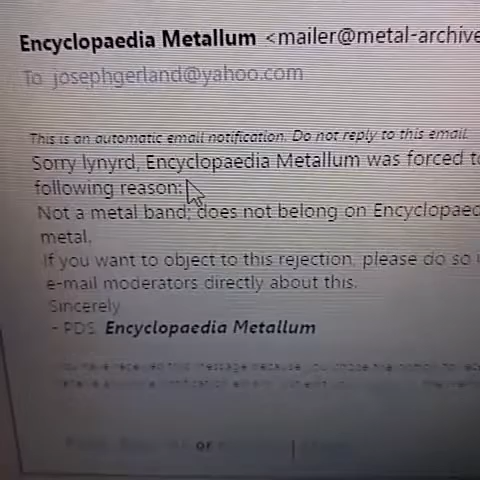 Encyclopaedia Metallum <mailer@metal-archive
To josephgerland@yahoo.com
This is an automatic email notification. Do not reply to this email.
Sorry lynyrd, Encyclopaedia Metallum was forced to
following reason:
Not a metal band; does not belong on Encyclopaed
metal.
If you want to object to this rejection, please do so i
e-mail moderators directly about this.
Sincerely
- PDS Encyclopaedia Metallum
or